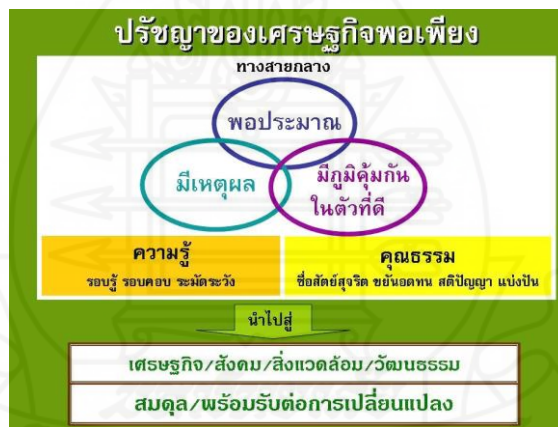 ปรัชญาของเศรษฐกิจพอเพียง
ทางสายกลาง
พอประมาณ
มีเหตุผล
มีภูมิคุ้มกัน
ในตัวที่ดี
ความรู้
รอบรู้ รอบคอบ ระมัดระวัง
คุณธรรม
ซื่อสัตย์สุจริต ขยันอดทน สติปัญญา แบ่งปัน
นำไปสู่
เศรษฐกิจ/สังคม/สิ่งแวดล้อม/วัฒนธรรม
สมดุล/พร้อมรับต่อการเปลี่ยนแปลง